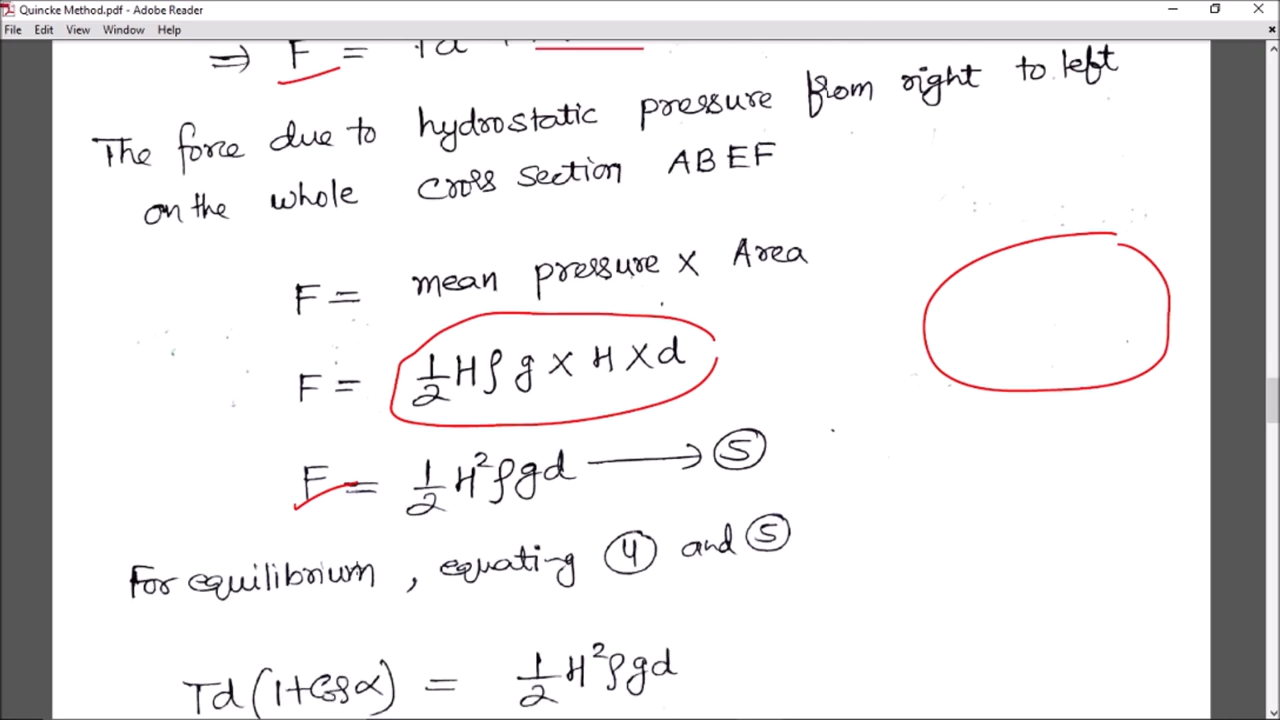 Quincke Method.pdf - Adobe Reader
File Edit View Window Help
⇒ F = Td
The force due to hydrostatic pressure from right to left
on the whole cross section ABEF
F = mean pressure x Area
F = 1/2 Hρg x H x d
F = 1/2 H²ρgd → ⑤
For equilibrium, equating ④ and ⑤
Td(1+Cosα) = 1/2 H²ρgd